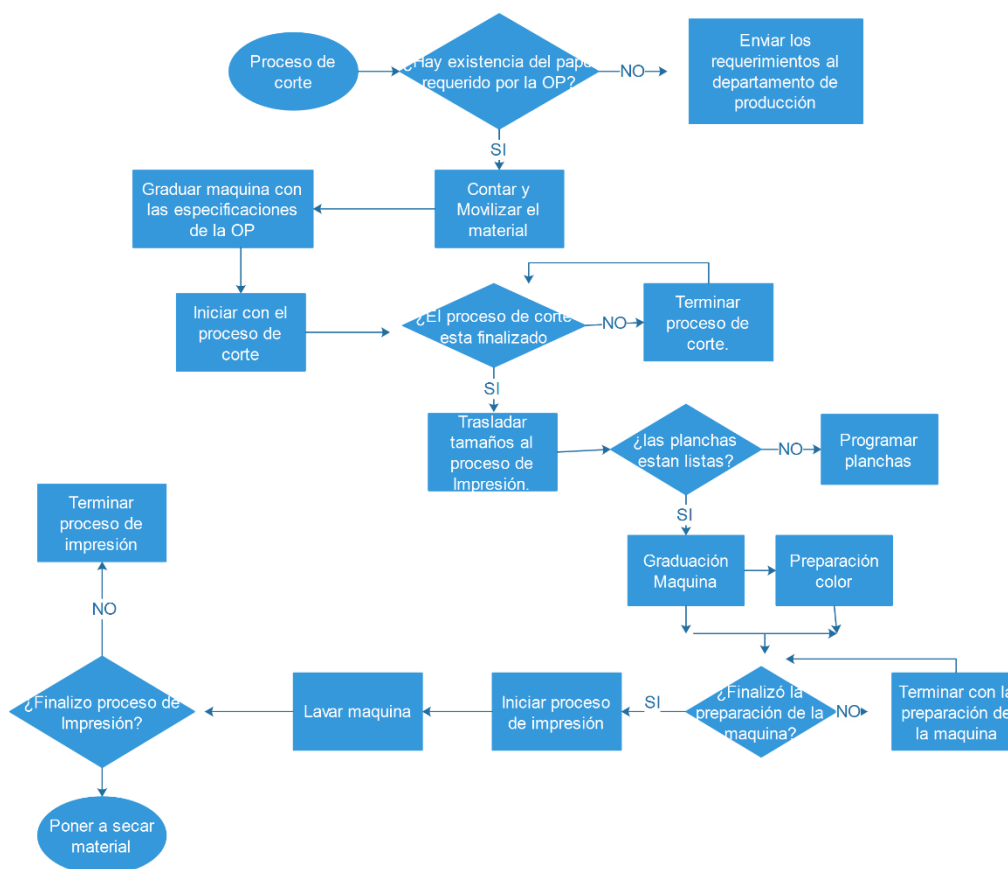 Proceso de
corte
¿Hay existencia del pape
requerido por la OP?
NO
Enviar los
requerimientos al
departamento de
producción
SI
Graduar maquina con
las especificaciones
de la OP
Contar y
Movilizar el
material
Iniciar con el
proceso de
corte
¿El proceso de corte
esta finalizado
NO
Terminar
proceso de
corte.
SI
Trasladar
tamaños al
proceso de
Impresión.
¿las planchas
estan listas?
NO
Programar
planchas
SI
Terminar
proceso de
impresión
Graduación
Maquina
Preparación
color
NO
¿Finalizo proceso de
Impresión?
Lavar maquina
Iniciar proceso
de impresión
SI
¿Finalizó la
preparación de la
maquina?
NO
Terminar con la
preparación de
la maquina
Poner a secar
material